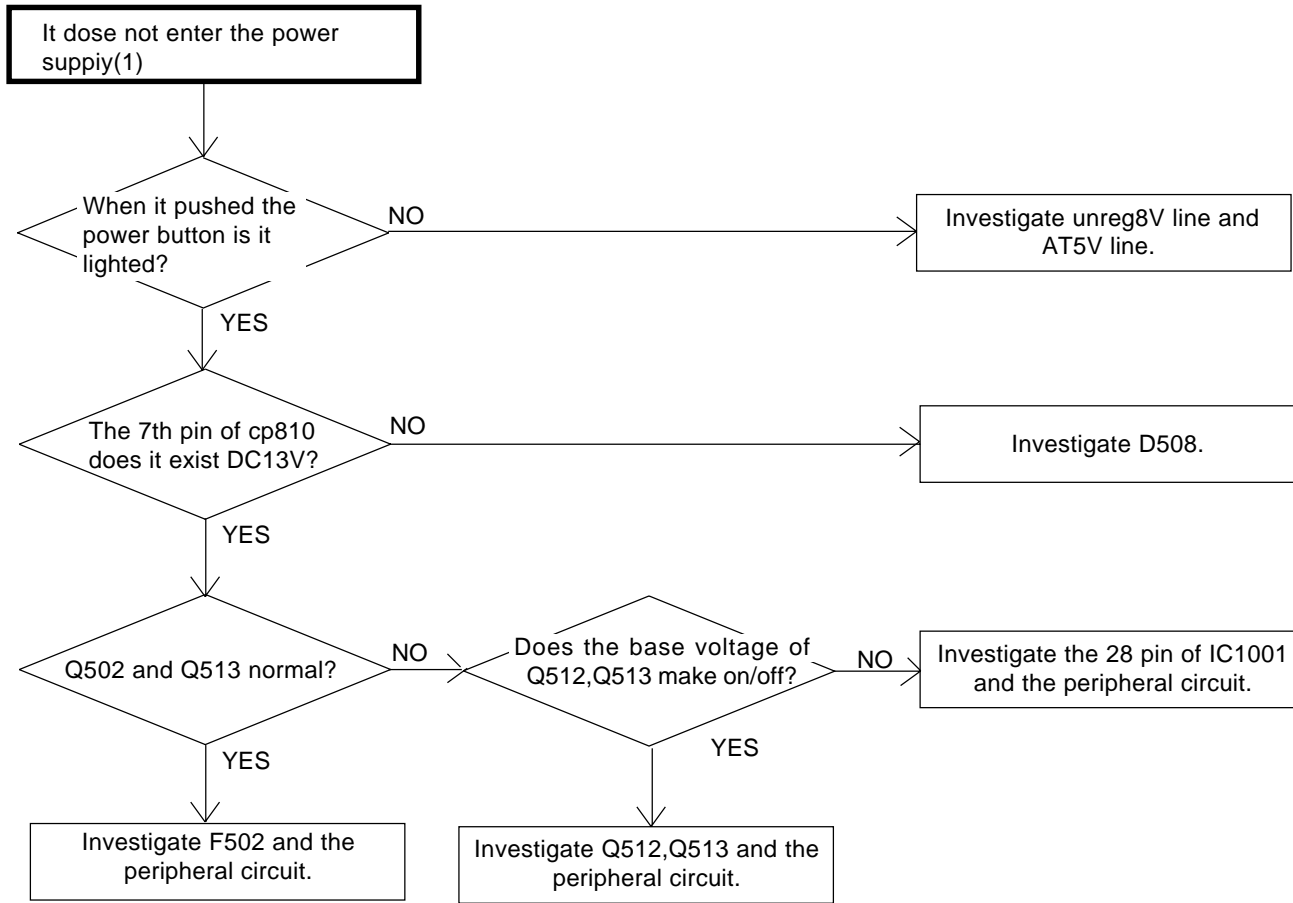 It dose not enter the power
suppiy(1)
When it pushed the
power button is it
lighted?
NO
Investigate unreg8V line and
AT5V line.
YES
The 7th pin of cp810
does it exist DC13V?
NO
Investigate D508.
YES
Q502 and Q513 normal?
NO
Does the base voltage of
Q512,Q513 make on/off?
NO
Investigate the 28 pin of IC1001
and the peripheral circuit.
YES
YES
Investigate F502 and the
peripheral circuit.
Investigate Q512,Q513 and the
peripheral circuit.